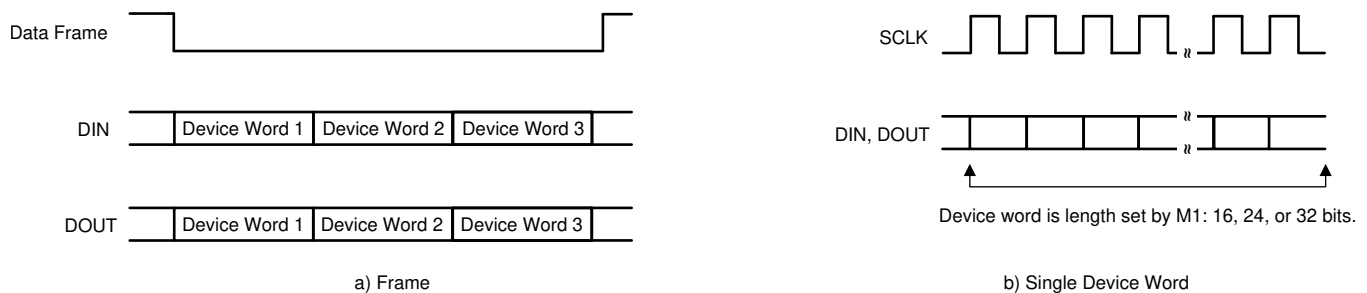 Data Frame
DIN
Device Word 1
Device Word 2
Device Word 3
DOUT
Device Word 1
Device Word 2
Device Word 3
a) Frame
SCLK
≈
DIN, DOUT
≈
≈
Device word is length set by M1: 16, 24, or 32 bits.
b) Single Device Word